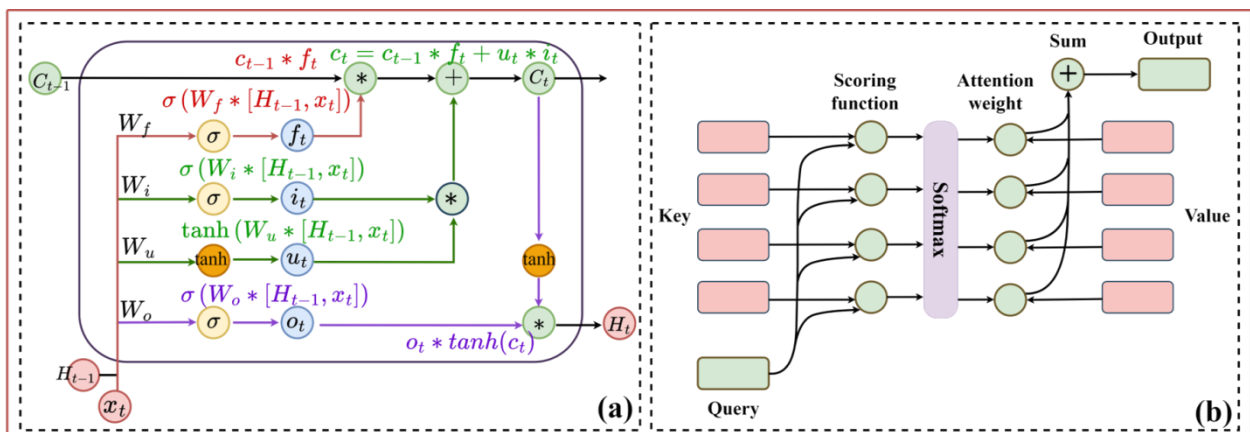 c_{t-1} * f_t
c_t = c_{t-1} * f_t + u_t * i_t
C_{t-1}
*
+
C_t
σ (W_f * [H_{t-1}, x_t])
W_f
σ
f_t
σ (W_i * [H_{t-1}, x_t])
W_i
σ
i_t
*
tanh (W_u * [H_{t-1}, x_t])
W_u
tanh
u_t
tanh
σ (W_o * [H_{t-1}, x_t])
W_o
σ
o_t
*
H_t
o_t * tanh(c_t)
H_{t-1}
x_t
(a)
Sum
Output
+
Scoring
function
Attention
weight
Key
Softmax
Value
Query
(b)